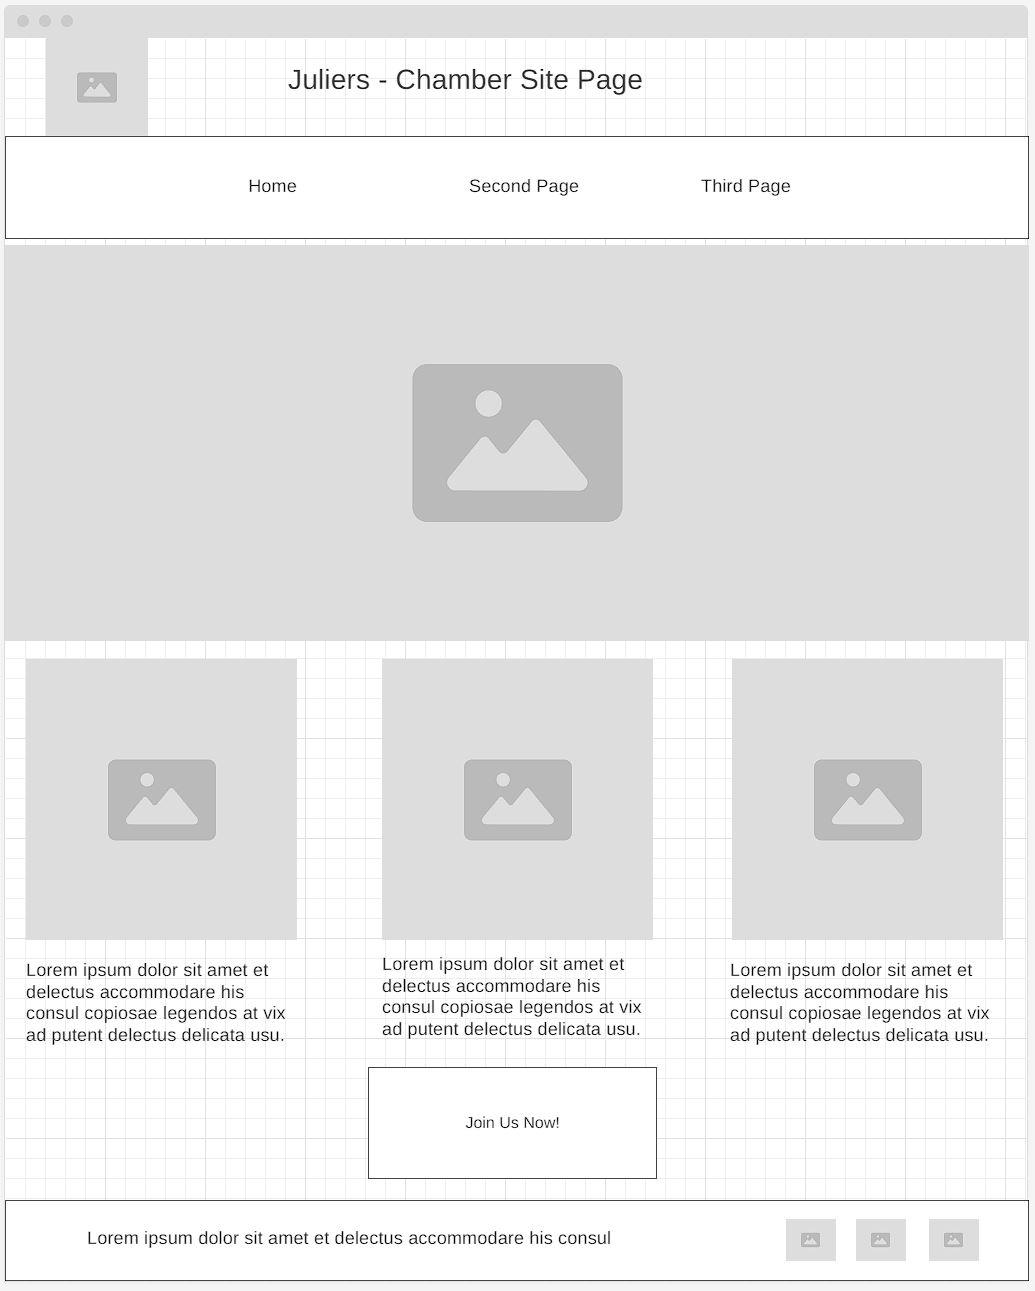 Juliers - Chamber Site Page
Home
Second Page
Third Page
Lorem ipsum dolor sit amet et
delectus accommodare his
consul copiosae legendos at vix
ad putent delectus delicata usu.
Lorem ipsum dolor sit amet et
delectus accommodare his
consul copiosae legendos at vix
ad putent delectus delicata usu.
Lorem ipsum dolor sit amet et
delectus accommodare his
consul copiosae legendos at vix
ad putent delectus delicata usu.
Join Us Now!
Lorem ipsum dolor sit amet et delectus accommodare his consul